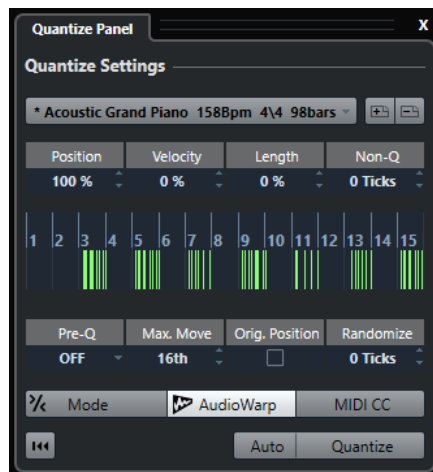 Quantize Panel X
Quantize Settings
* Acoustic Grand Piano 158Bpm 4\4 98bars
Position Velocity Length Non-Q
100 % 0 % 0 % 0 Ticks
1 2 3 4 5 6 7 8 9 10 11 12 13 14 15
Pre-Q Max. Move Orig. Position Randomize
OFF 16th 0 Ticks
Mode AudioWarp MIDI CC
Auto Quantize